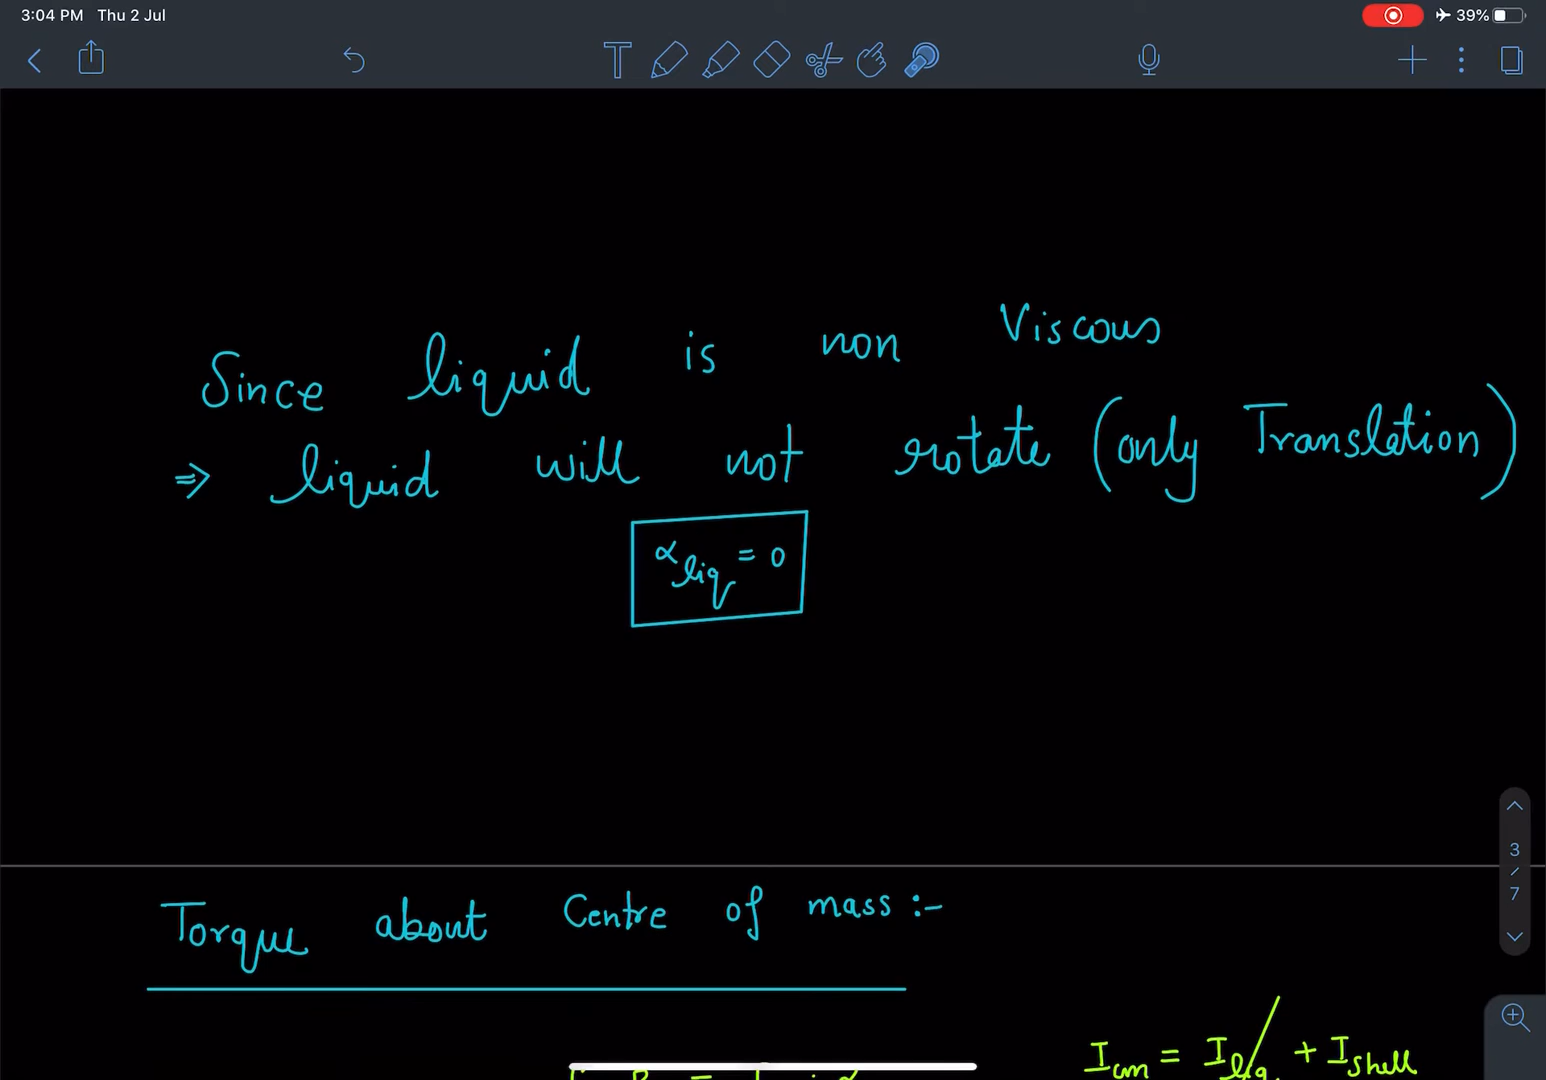 3:04 PM Thu 2 Jul
39%
T
Since liquid is non Viscous
⇒ liquid will not rotate (only Translation)
α liq = 0
3
/
7
Torque about Centre of mass :-
I cm = I liq + I shell